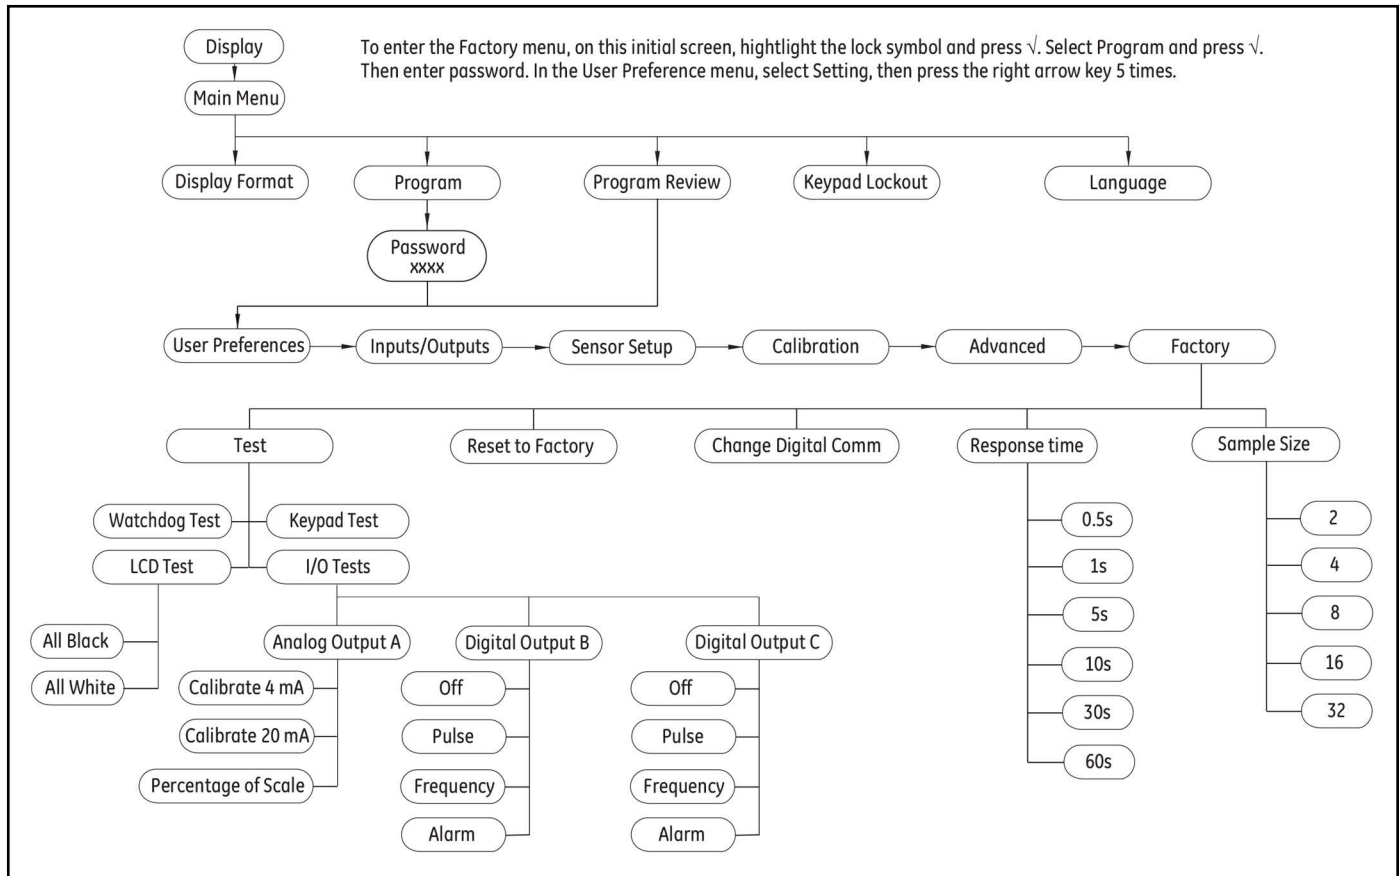 Display
To enter the Factory menu, on this initial screen, hightlight the lock symbol and press √. Select Program and press √.
Then enter password. In the User Preference menu, select Setting, then press the right arrow key 5 times.
Main Menu
Display Format
Program
Program Review
Keypad Lockout
Language
Password
xxxx
User Preferences
Inputs/Outputs
Sensor Setup
Calibration
Advanced
Factory
Test
Reset to Factory
Change Digital Comm
Response time
Sample Size
Watchdog Test
Keypad Test
LCD Test
I/O Tests
All Black
All White
Analog Output A
Calibrate 4 mA
Calibrate 20 mA
Percentage of Scale
Digital Output B
Off
Pulse
Frequency
Alarm
Digital Output C
Off
Pulse
Frequency
Alarm
0.5s
1s
5s
10s
30s
60s
2
4
8
16
32